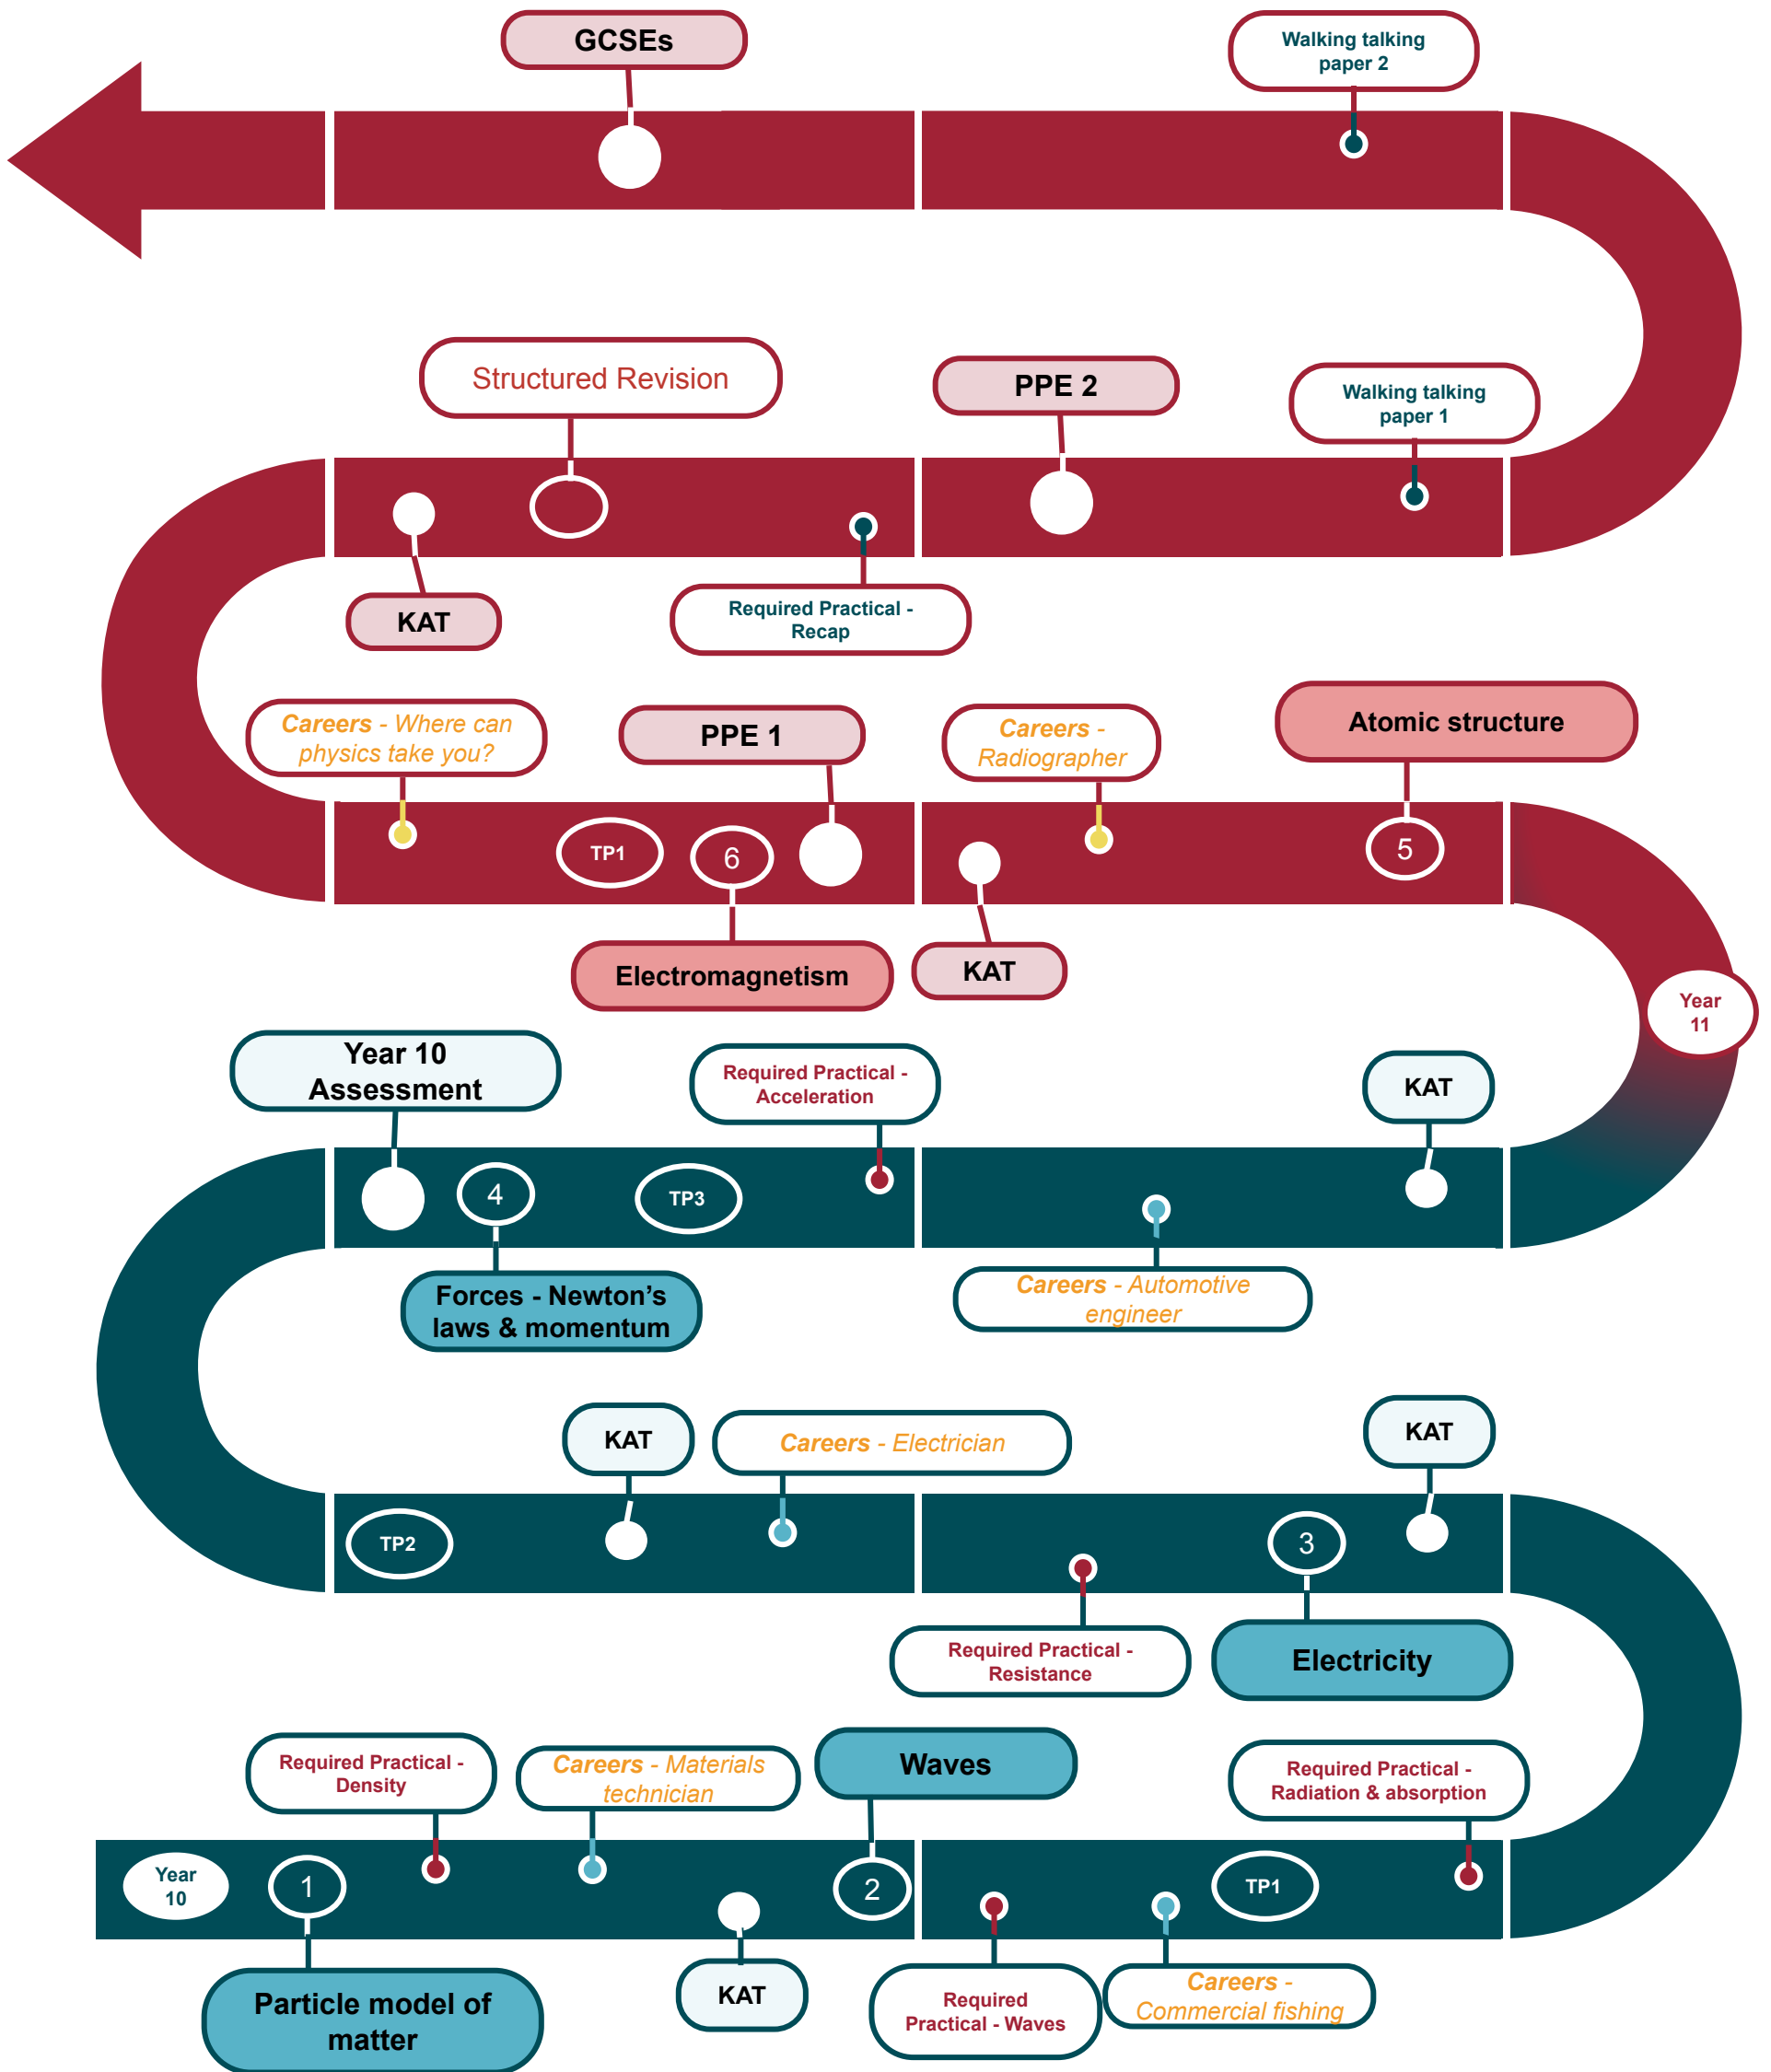 GCSEs
Walking talking
paper 2
Structured Revision
PPE 2
Walking talking
paper 1
KAT
Required Practical -
Recap
Careers - Where can
physics take you?
PPE 1
Careers -
Radiographer
Atomic structure
TP1
6
5
Electromagnetism
KAT
Year
11
Year 10
Assessment
Required Practical -
Acceleration
KAT
4
TP3
Forces - Newton's
laws & momentum
Careers - Automotive
engineer
KAT
Careers - Electrician
KAT
TP2
3
Required Practical -
Resistance
Electricity
Required Practical -
Density
Careers - Materials
technician
Waves
Required Practical -
Radiation & absorption
Year
10
1
2
TP1
Particle model of
matter
KAT
Required
Practical - Waves
Careers -
Commercial fishing